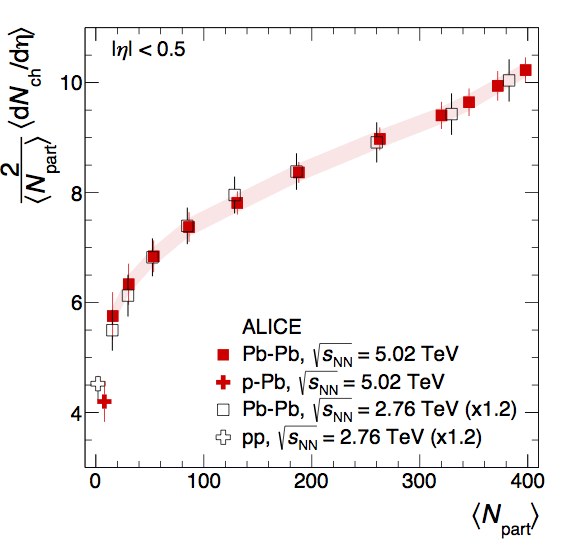 |η| < 0.5
2/⟨N_part⟩ ⟨dN_ch/dη⟩
10
8
6
4
ALICE
Pb-Pb, √s_NN = 5.02 TeV
p-Pb, √s_NN = 5.02 TeV
Pb-Pb, √s_NN = 2.76 TeV (x1.2)
pp, √s_NN = 2.76 TeV (x1.2)
0 100 200 300 400
⟨N_part⟩